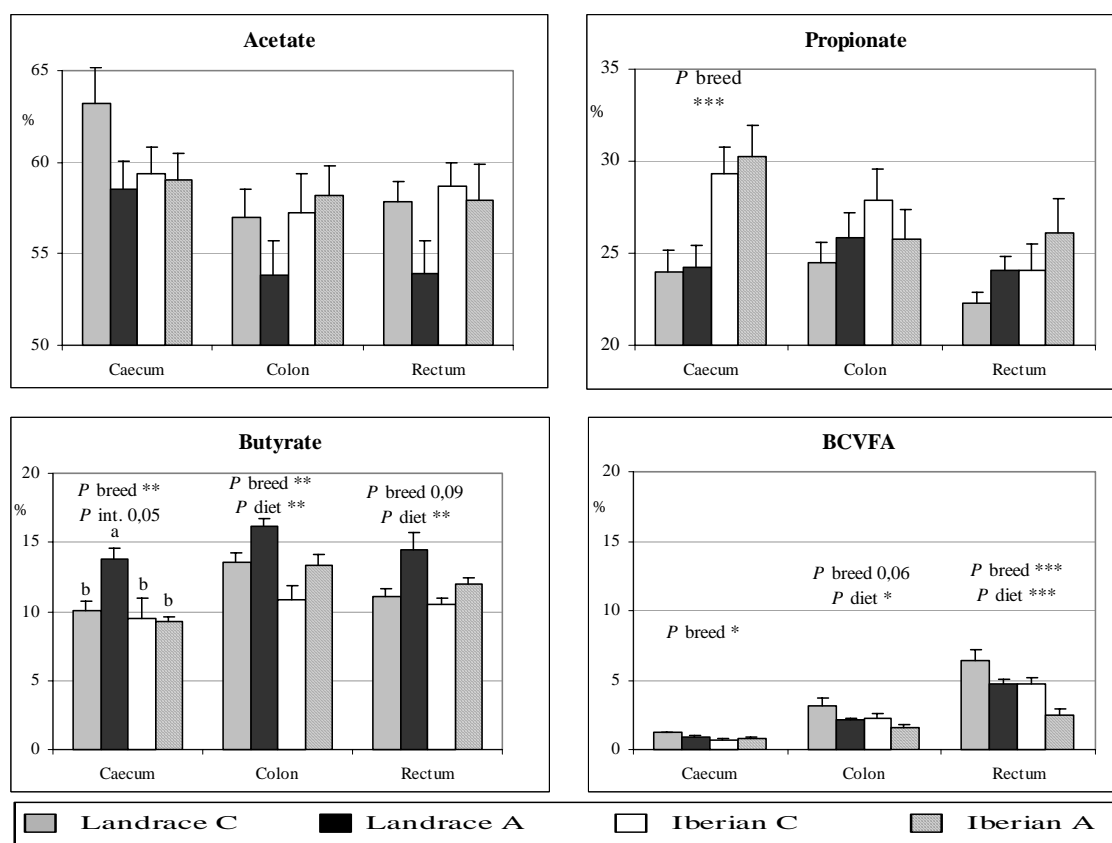 Acetate
65
%
60
55
50
Caecum Colon Rectum
Propionate
35
P breed
***
%
30
25
20
Caecum Colon Rectum
Butyrate
20
%
15
10
5
0
P breed **
P int. 0,05
a
b b b
P breed **
P diet **
P breed 0,09
P diet **
Caecum Colon Rectum
BCVFA
20
%
15
10
5
0
P breed *
P breed 0,06
P diet *
P breed ***
P diet ***
Caecum Colon Rectum
Landrace C Landrace A Iberian C Iberian A